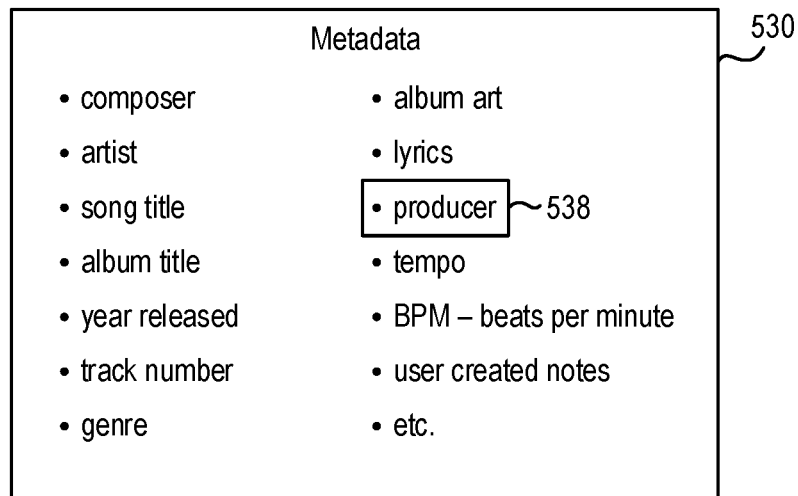 Metadata
530
• composer
• artist
• song title
• album title
• year released
• track number
• genre
• album art
• lyrics
• producer 538
• tempo
• BPM – beats per minute
• user created notes
• etc.